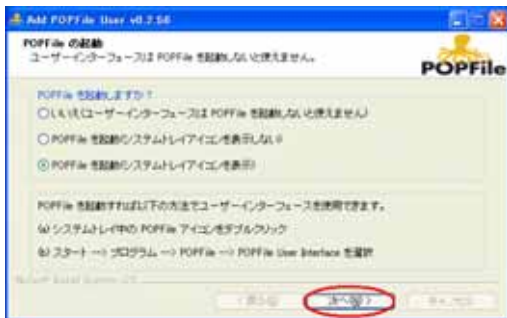 Add POPFile User v0.2.56
POPFile の起動
ユーザーインターフェースは POPFile を起動しないと使えません。
POPFile
POPFile を起動しますか？
いいえ(ユーザーインターフェースは POPFile を起動しないと使えません)
POPFile を起動(システムトレイアイコンを表示しない)
POPFile を起動(システムトレイアイコンを表示)
POPFile を起動すれば以下の方法でユーザーインターフェースを使用できます。
(a) システムトレイ中の POPFile アイコンをダブルクリック
(b) スタート --> プログラム --> POPFile --> POPFile User Interface を選択
次へ(N) >